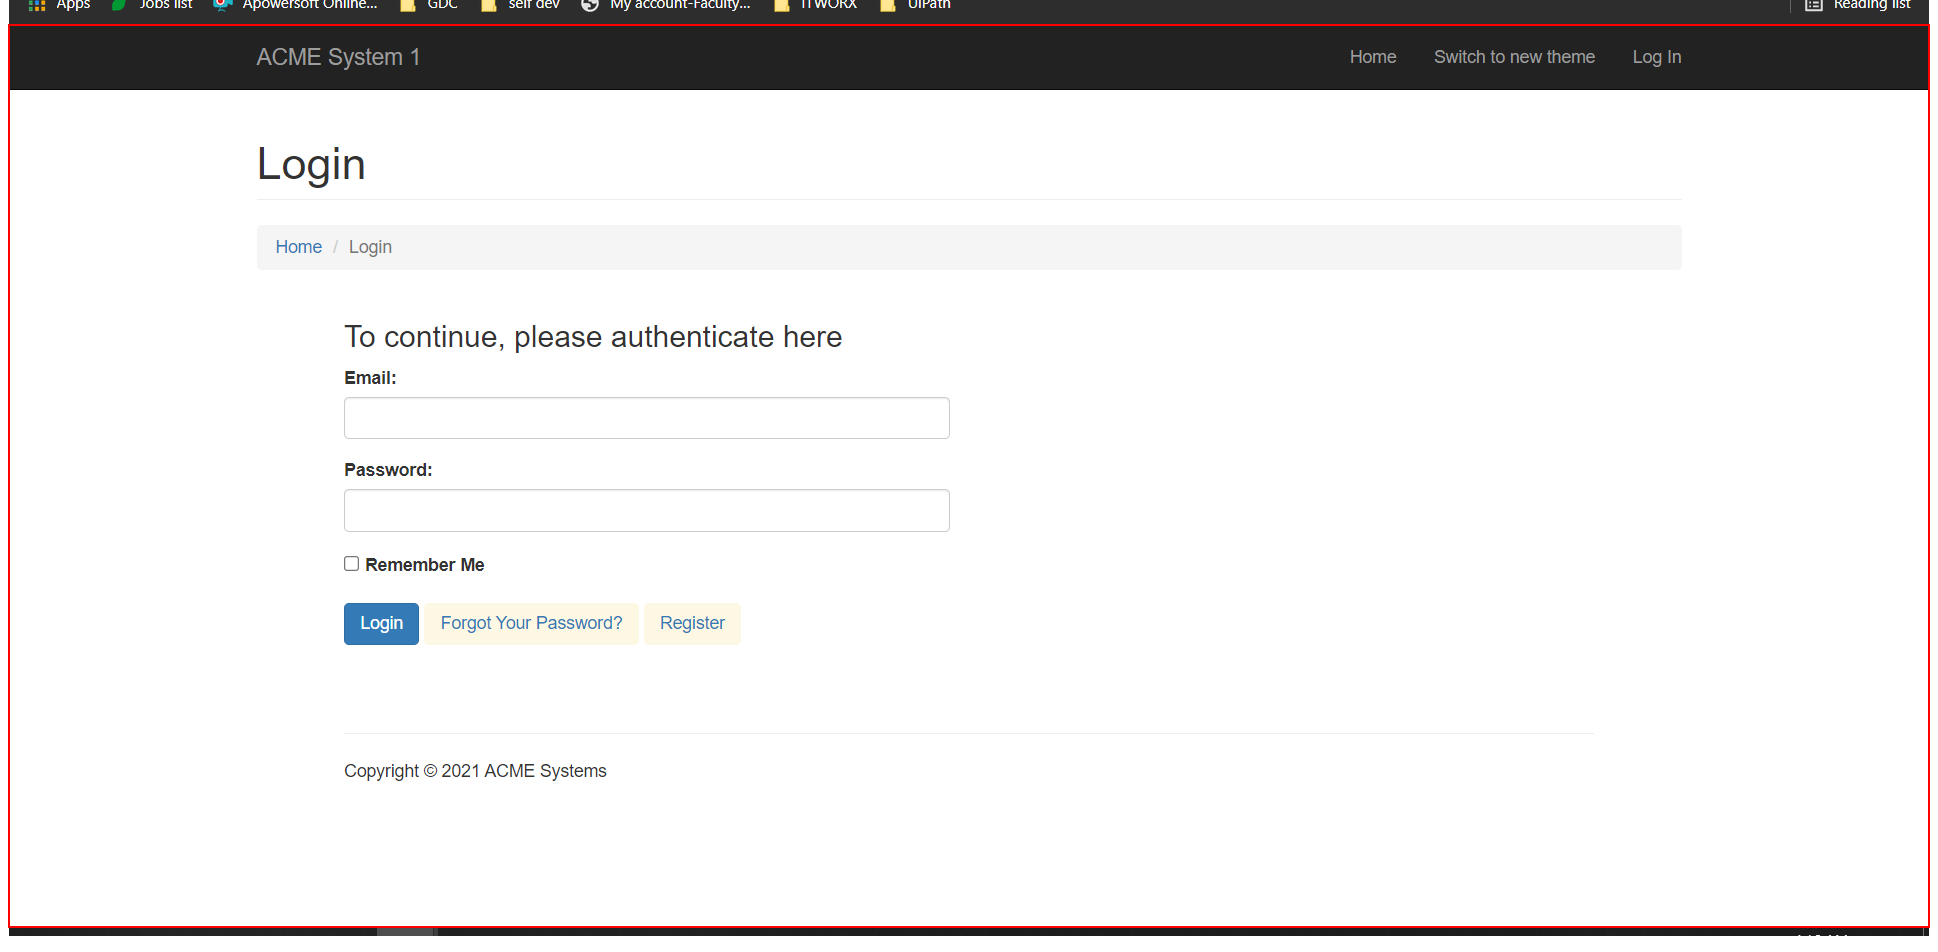 Apps Jobs list Apowersoft Online... GDC self dev My account-Faculty... ITWORX UiPath Reading list
ACME System 1 Home Switch to new theme Log In
Login
Home / Login
To continue, please authenticate here
Email:
Password:
Remember Me
Login Forgot Your Password? Register
Copyright © 2021 ACME Systems